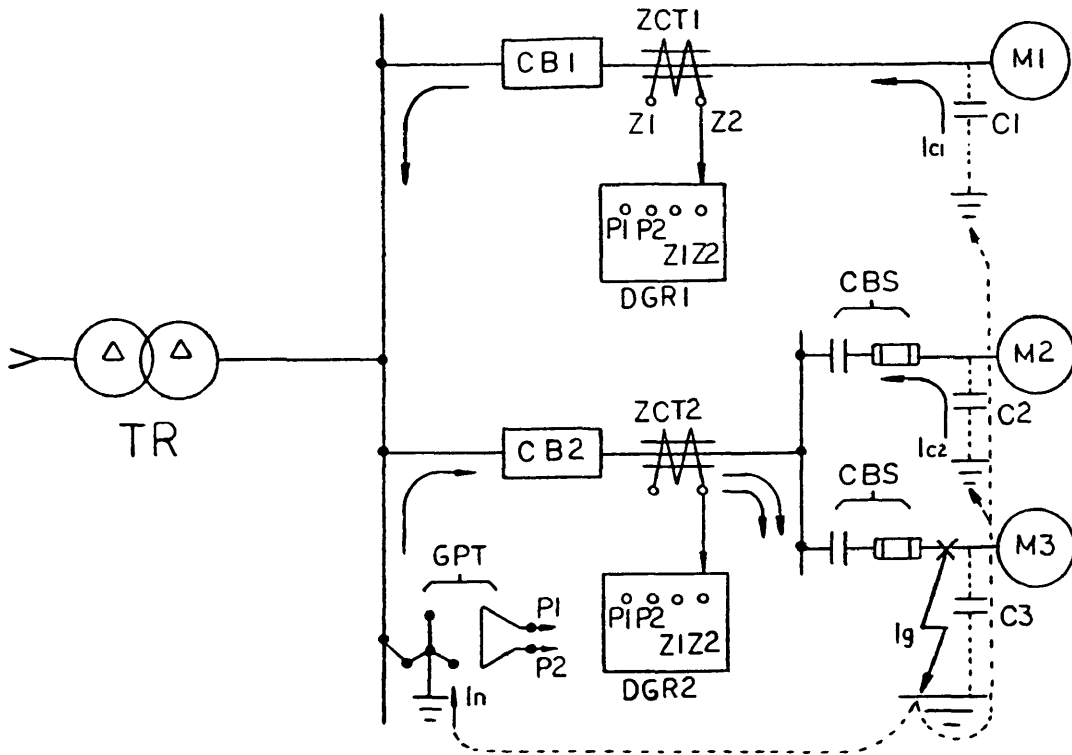 ZCT1
CB1
M1
Z1
Z2
Ic1
C1
P1 P2
Z1 Z2
DGR1
CBS
Δ Δ
M2
TR
ZCT2
C2
CB2
Ic2
CBS
GPT
M3
P1
P1 P2
C3
Z1 Z2
Ig
P2
DGR2
In